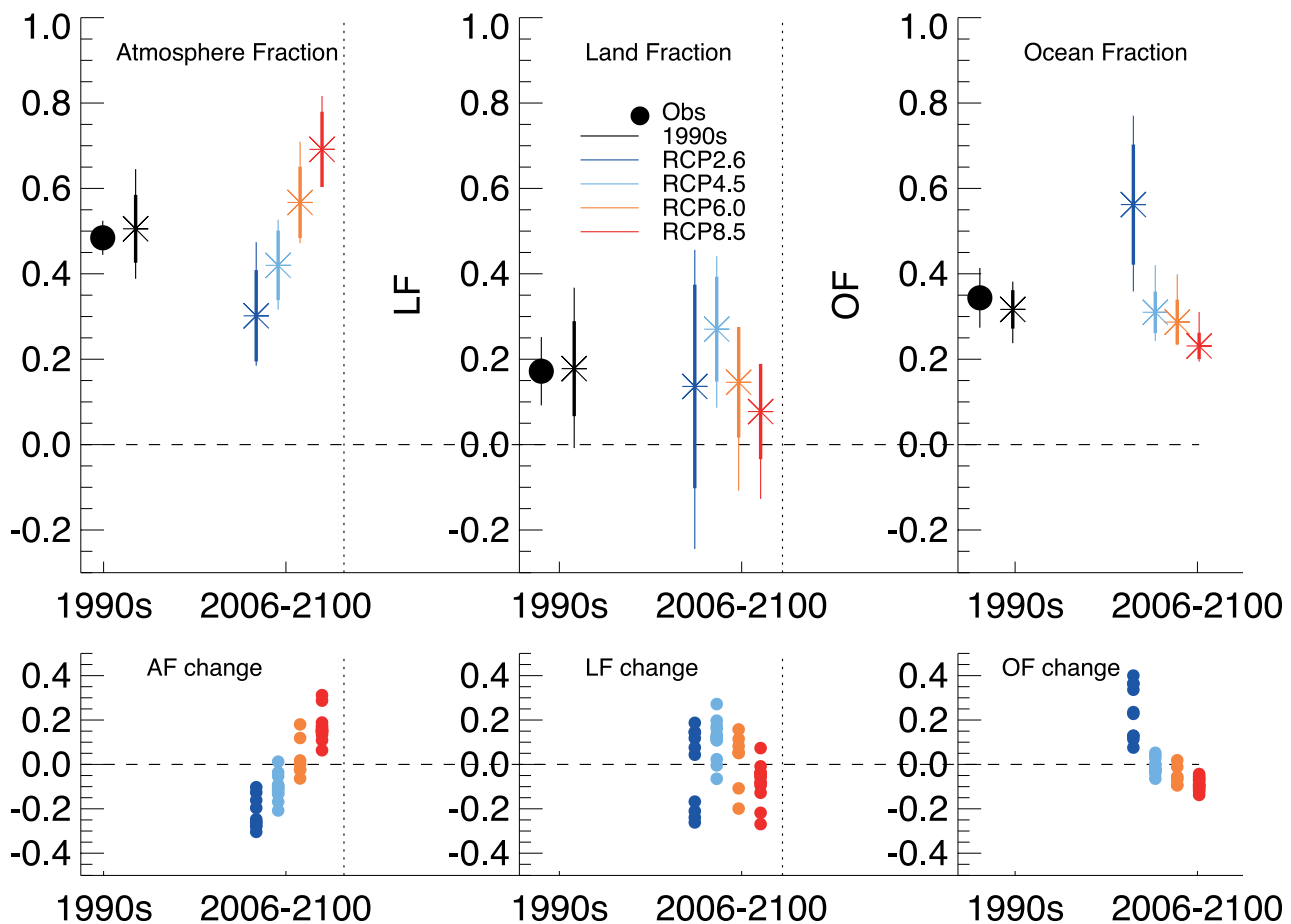 Atmosphere Fraction
1.0
0.8
0.6
0.4
0.2
0.0
-0.2
1990s 2006-2100
LF
Land Fraction
1.0
0.8
0.6
0.4
0.2
0.0
-0.2
Obs
1990s
RCP2.6
RCP4.5
RCP6.0
RCP8.5
1990s 2006-2100
OF
Ocean Fraction
1.0
0.8
0.6
0.4
0.2
0.0
-0.2
1990s 2006-2100
AF change
0.4
0.2
0.0
-0.2
-0.4
1990s 2006-2100
LF change
0.4
0.2
0.0
-0.2
-0.4
1990s 2006-2100
OF change
0.4
0.2
0.0
-0.2
-0.4
1990s 2006-2100